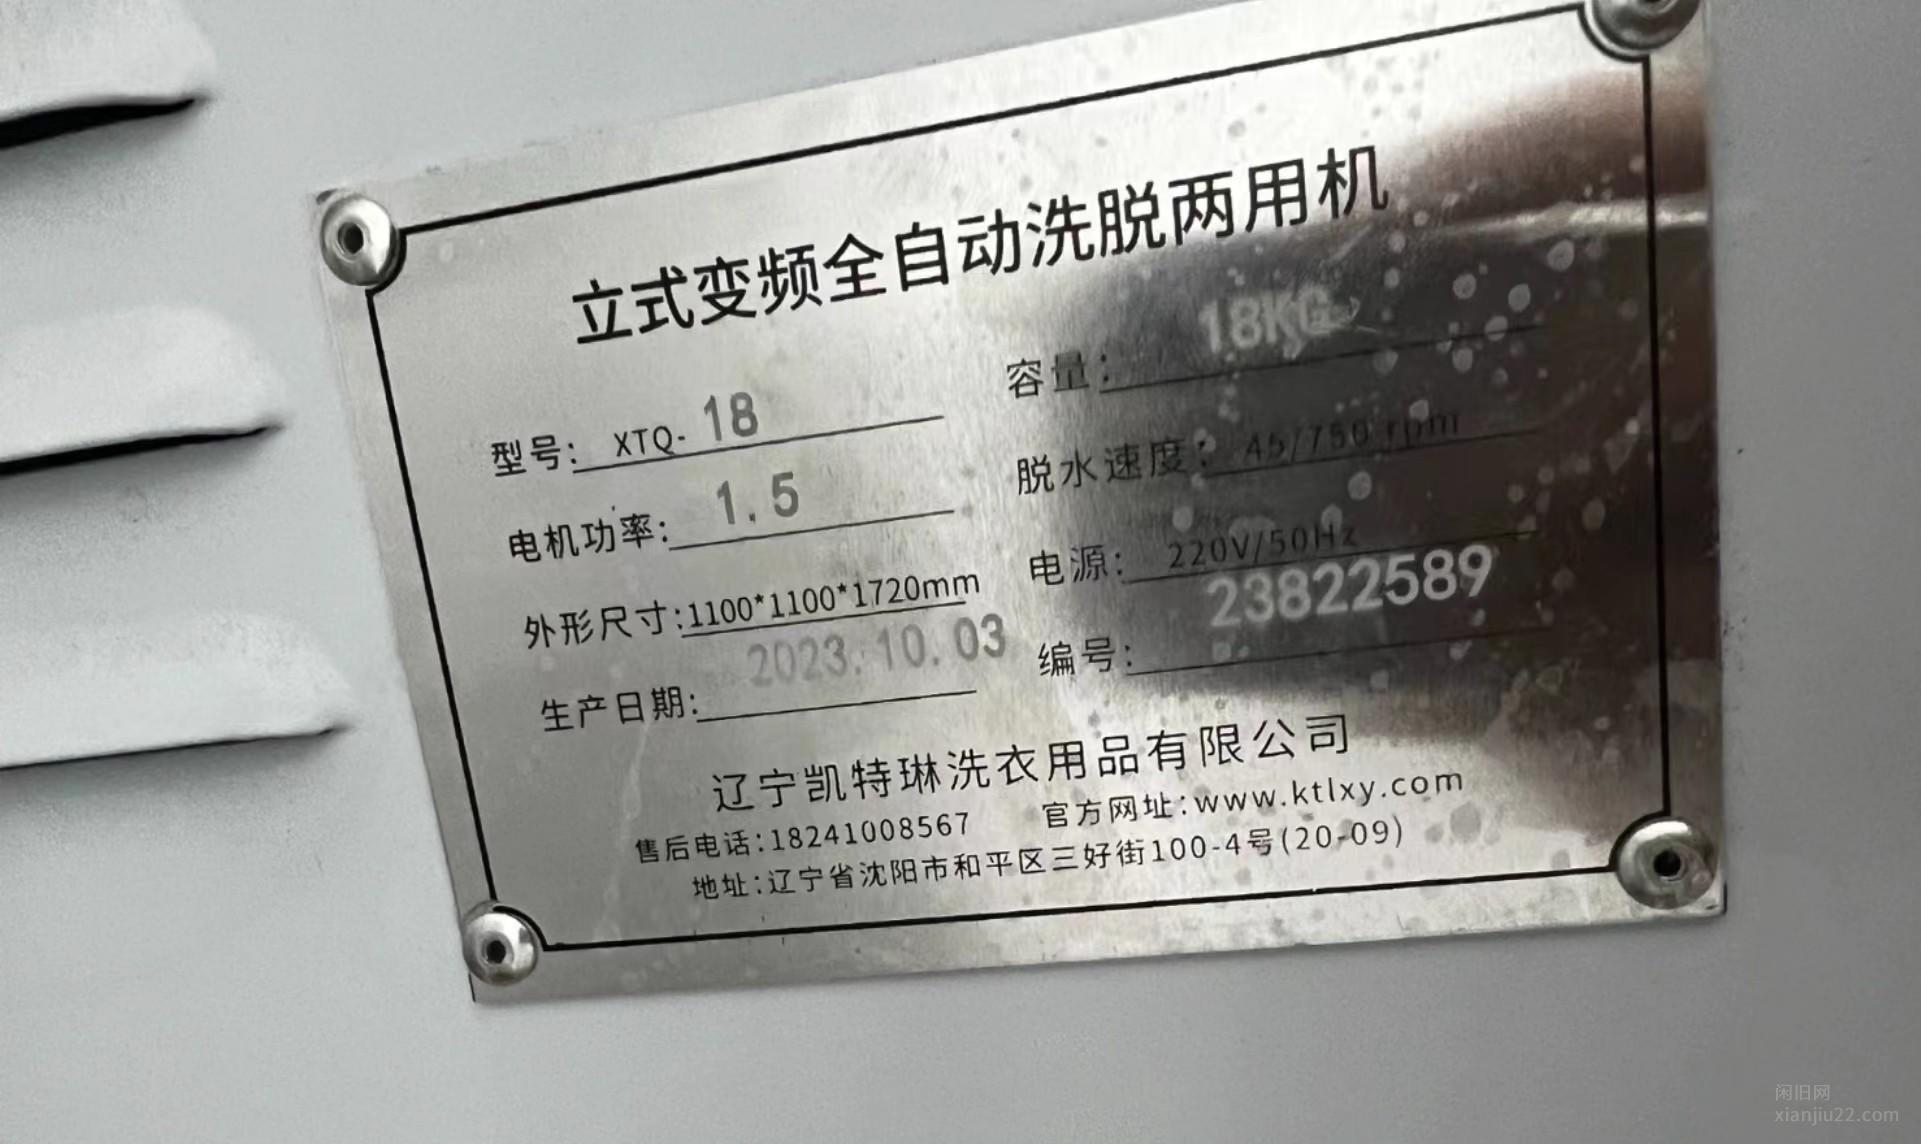 立式变频全自动洗脱两用机
型号: XTQ-18
容量: 18KG
电机功率: 1.5
脱水速度: 45/750 rpm
外形尺寸:1100*1100*1720mm
电源: 220V/50Hz
生产日期: 2023.10.03
编号: 23822589
辽宁凯特琳洗衣用品有限公司
售后电话:18241008567 官方网址:www.ktlxy.com
地址:辽宁省沈阳市和平区三好街100-4号(20-09)
闲旧网
xianjiu22.com